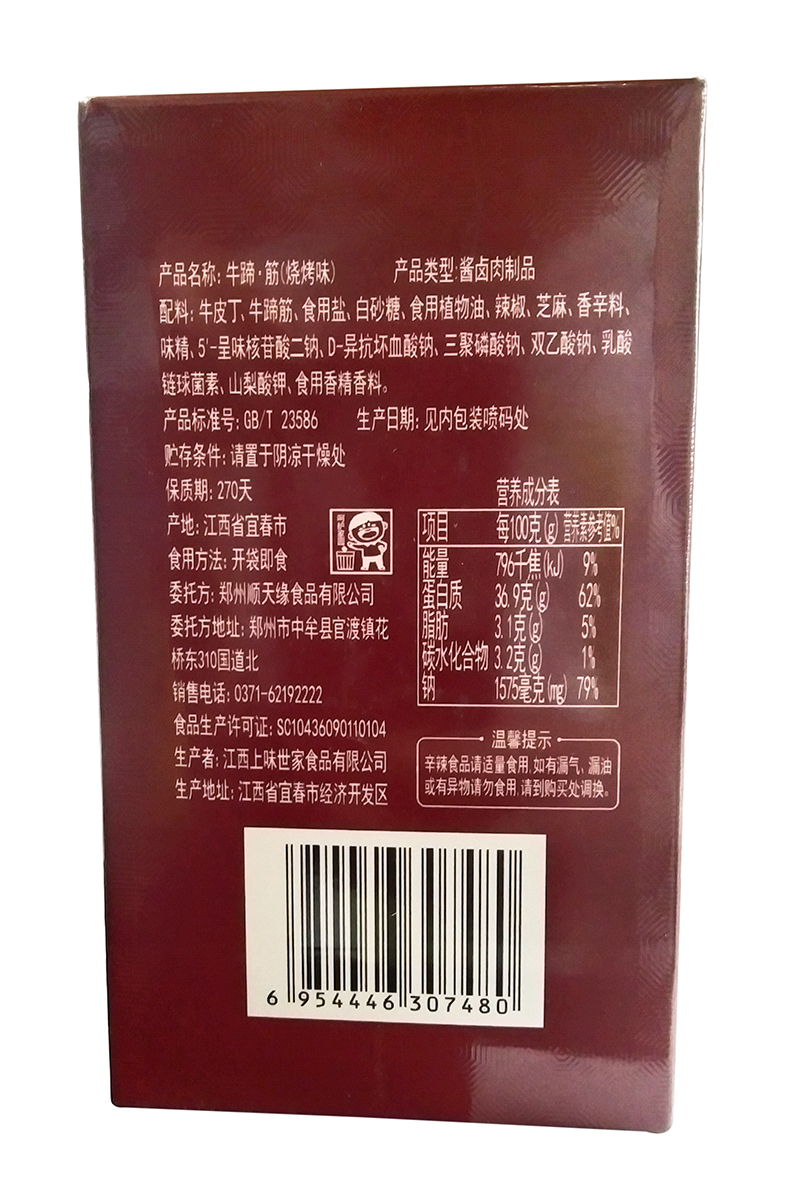 产品名称: 牛蹄·筋(烧烤味) 产品类型:酱卤肉制品
配料: 牛皮丁、牛蹄筋、食用盐、白砂糖、食用植物油、辣椒、芝麻、香辛料、
味精、5'-呈味核苷酸二钠、D-异抗坏血酸钠、三聚磷酸钠、双乙酸钠、乳酸
链球菌素、山梨酸钾、食用香精香料。
产品标准号: GB/T 23586 生产日期: 见内包装喷码处
贮存条件: 请置于阴凉干燥处
保质期: 270天
产地: 江西省宜春市
食用方法: 开袋即食
委托方: 郑州顺天缘食品有限公司
委托方地址: 郑州市中牟县官渡镇花
桥东310国道北
销售电话: 0371-62192222
食品生产许可证: SC10436090110104
生产者: 江西上味世家食品有限公司
生产地址: 江西省宜春市经济开发区
营养成分表
项目 每100克(g) 营养素参考值%
能量 796千焦(kJ) 9%
蛋白质 36.9克(g) 62%
脂肪 3.1克(g) 5%
碳水化合物 3.2克(g) 1%
钠 1575毫克(mg) 79%
温馨提示
辛辣食品请适量食用,如有漏气、漏油
或有异物请勿食用,请到购买处调换。
6 954446 307480